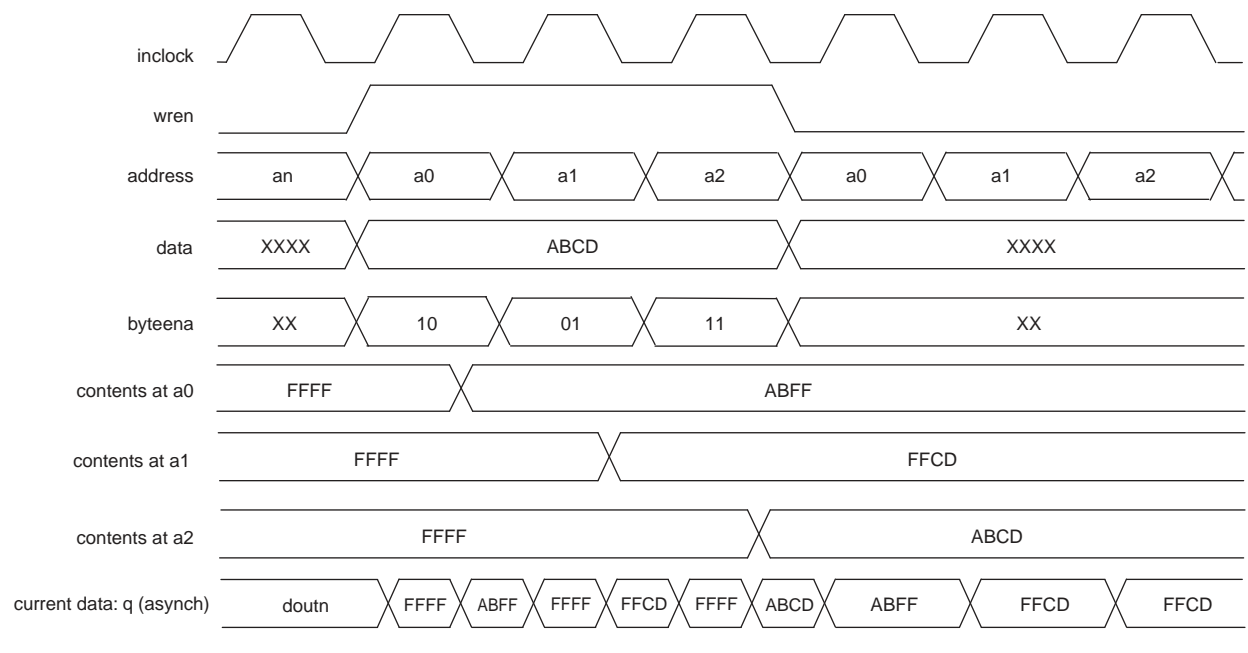 inclock
wren
address an a0 a1 a2 a0 a1 a2
data XXXX ABCD XXXX
byteena XX 10 01 11 XX
contents at a0 FFFF ABFF
contents at a1 FFFF FFCD
contents at a2 FFFF ABCD
current data: q (asynch) doutn FFFF ABFF FFFF FFCD FFFF ABCD ABFF FFCD FFCD